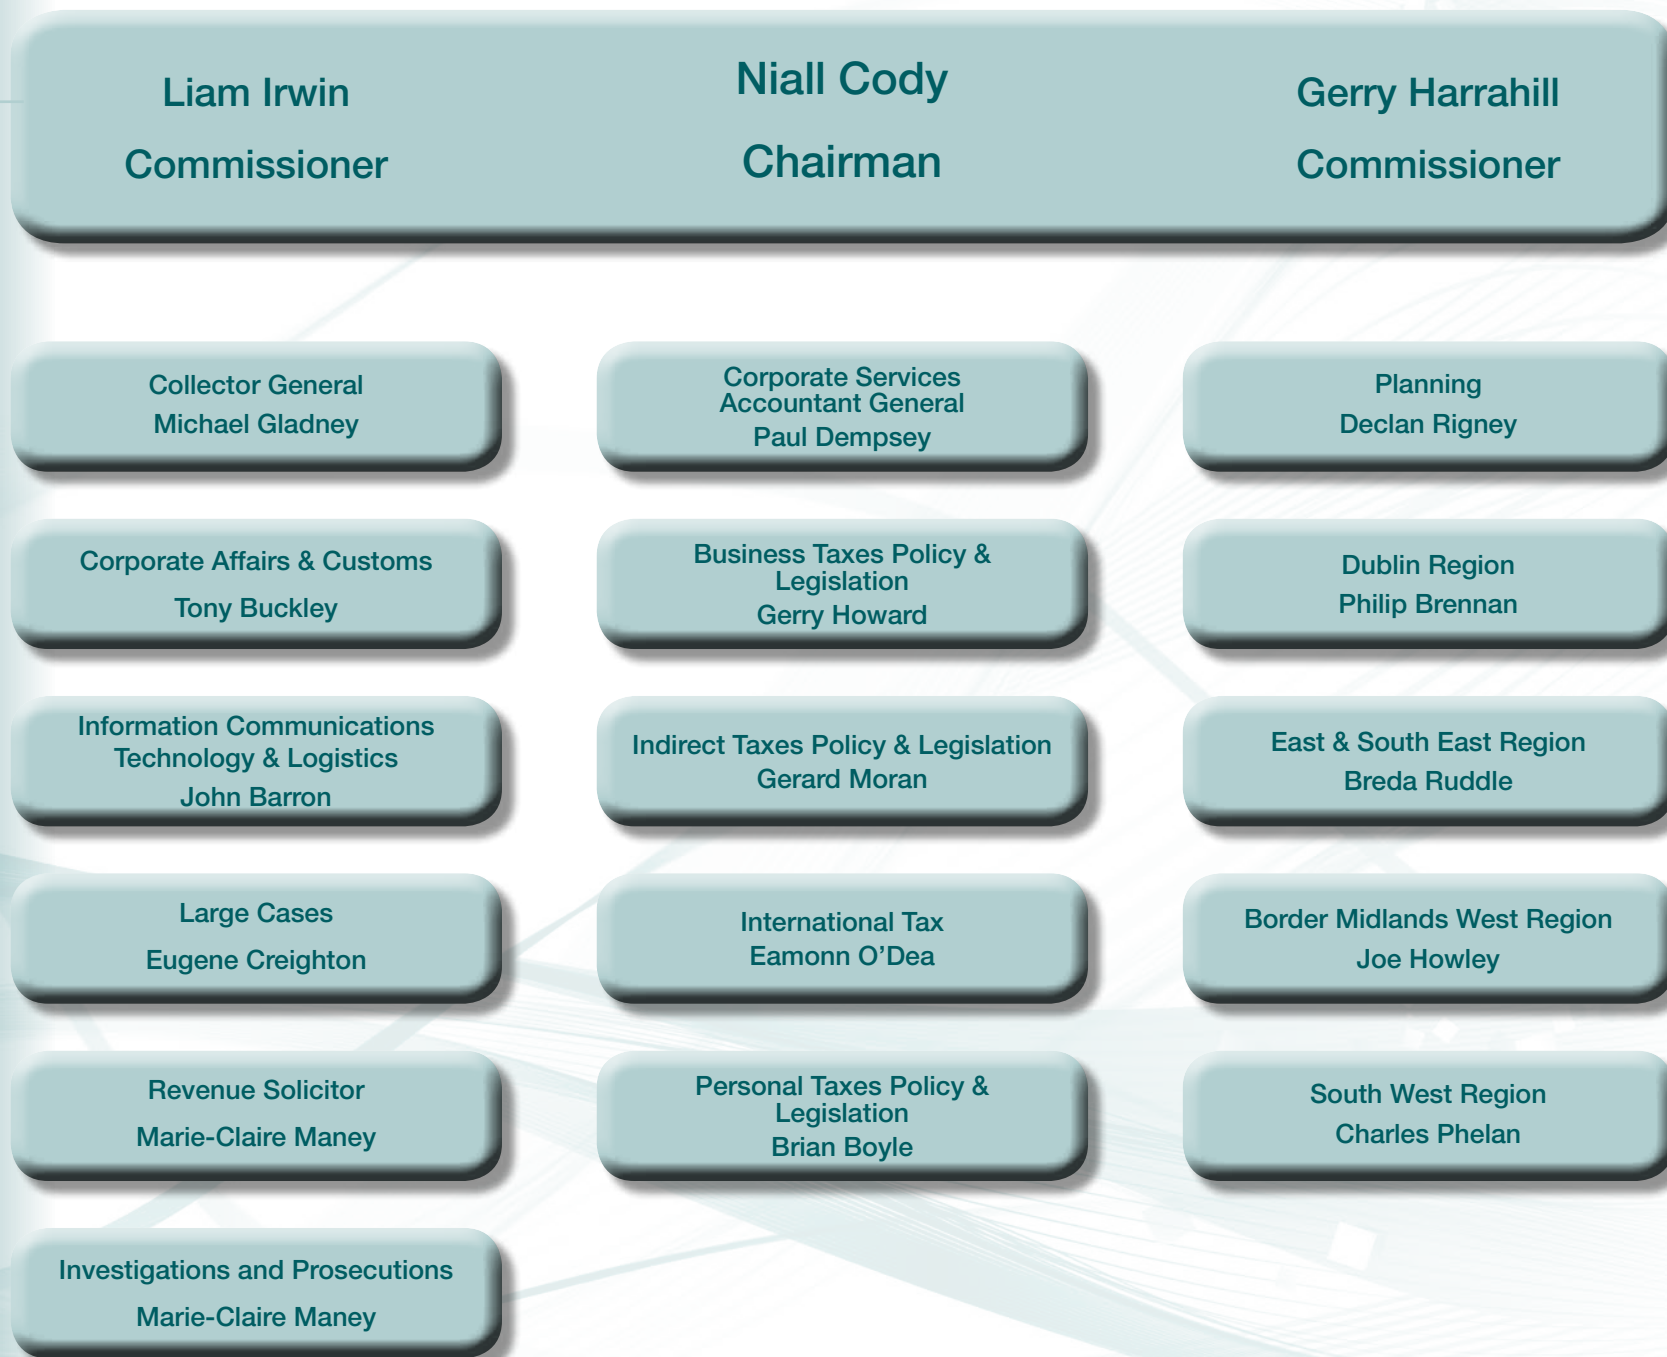 Liam Irwin
Commissioner
Niall Cody
Chairman
Gerry Harrahill
Commissioner
Collector General
Michael Gladney
Corporate Services
Accountant General
Paul Dempsey
Planning
Declan Rigney
Corporate Affairs & Customs
Tony Buckley
Business Taxes Policy &
Legislation
Gerry Howard
Dublin Region
Philip Brennan
Information Communications
Technology & Logistics
John Barron
Indirect Taxes Policy & Legislation
Gerard Moran
East & South East Region
Breda Ruddle
Large Cases
Eugene Creighton
International Tax
Eamonn O’Dea
Border Midlands West Region
Joe Howley
Revenue Solicitor
Marie-Claire Maney
Personal Taxes Policy &
Legislation
Brian Boyle
South West Region
Charles Phelan
Investigations and Prosecutions
Marie-Claire Maney